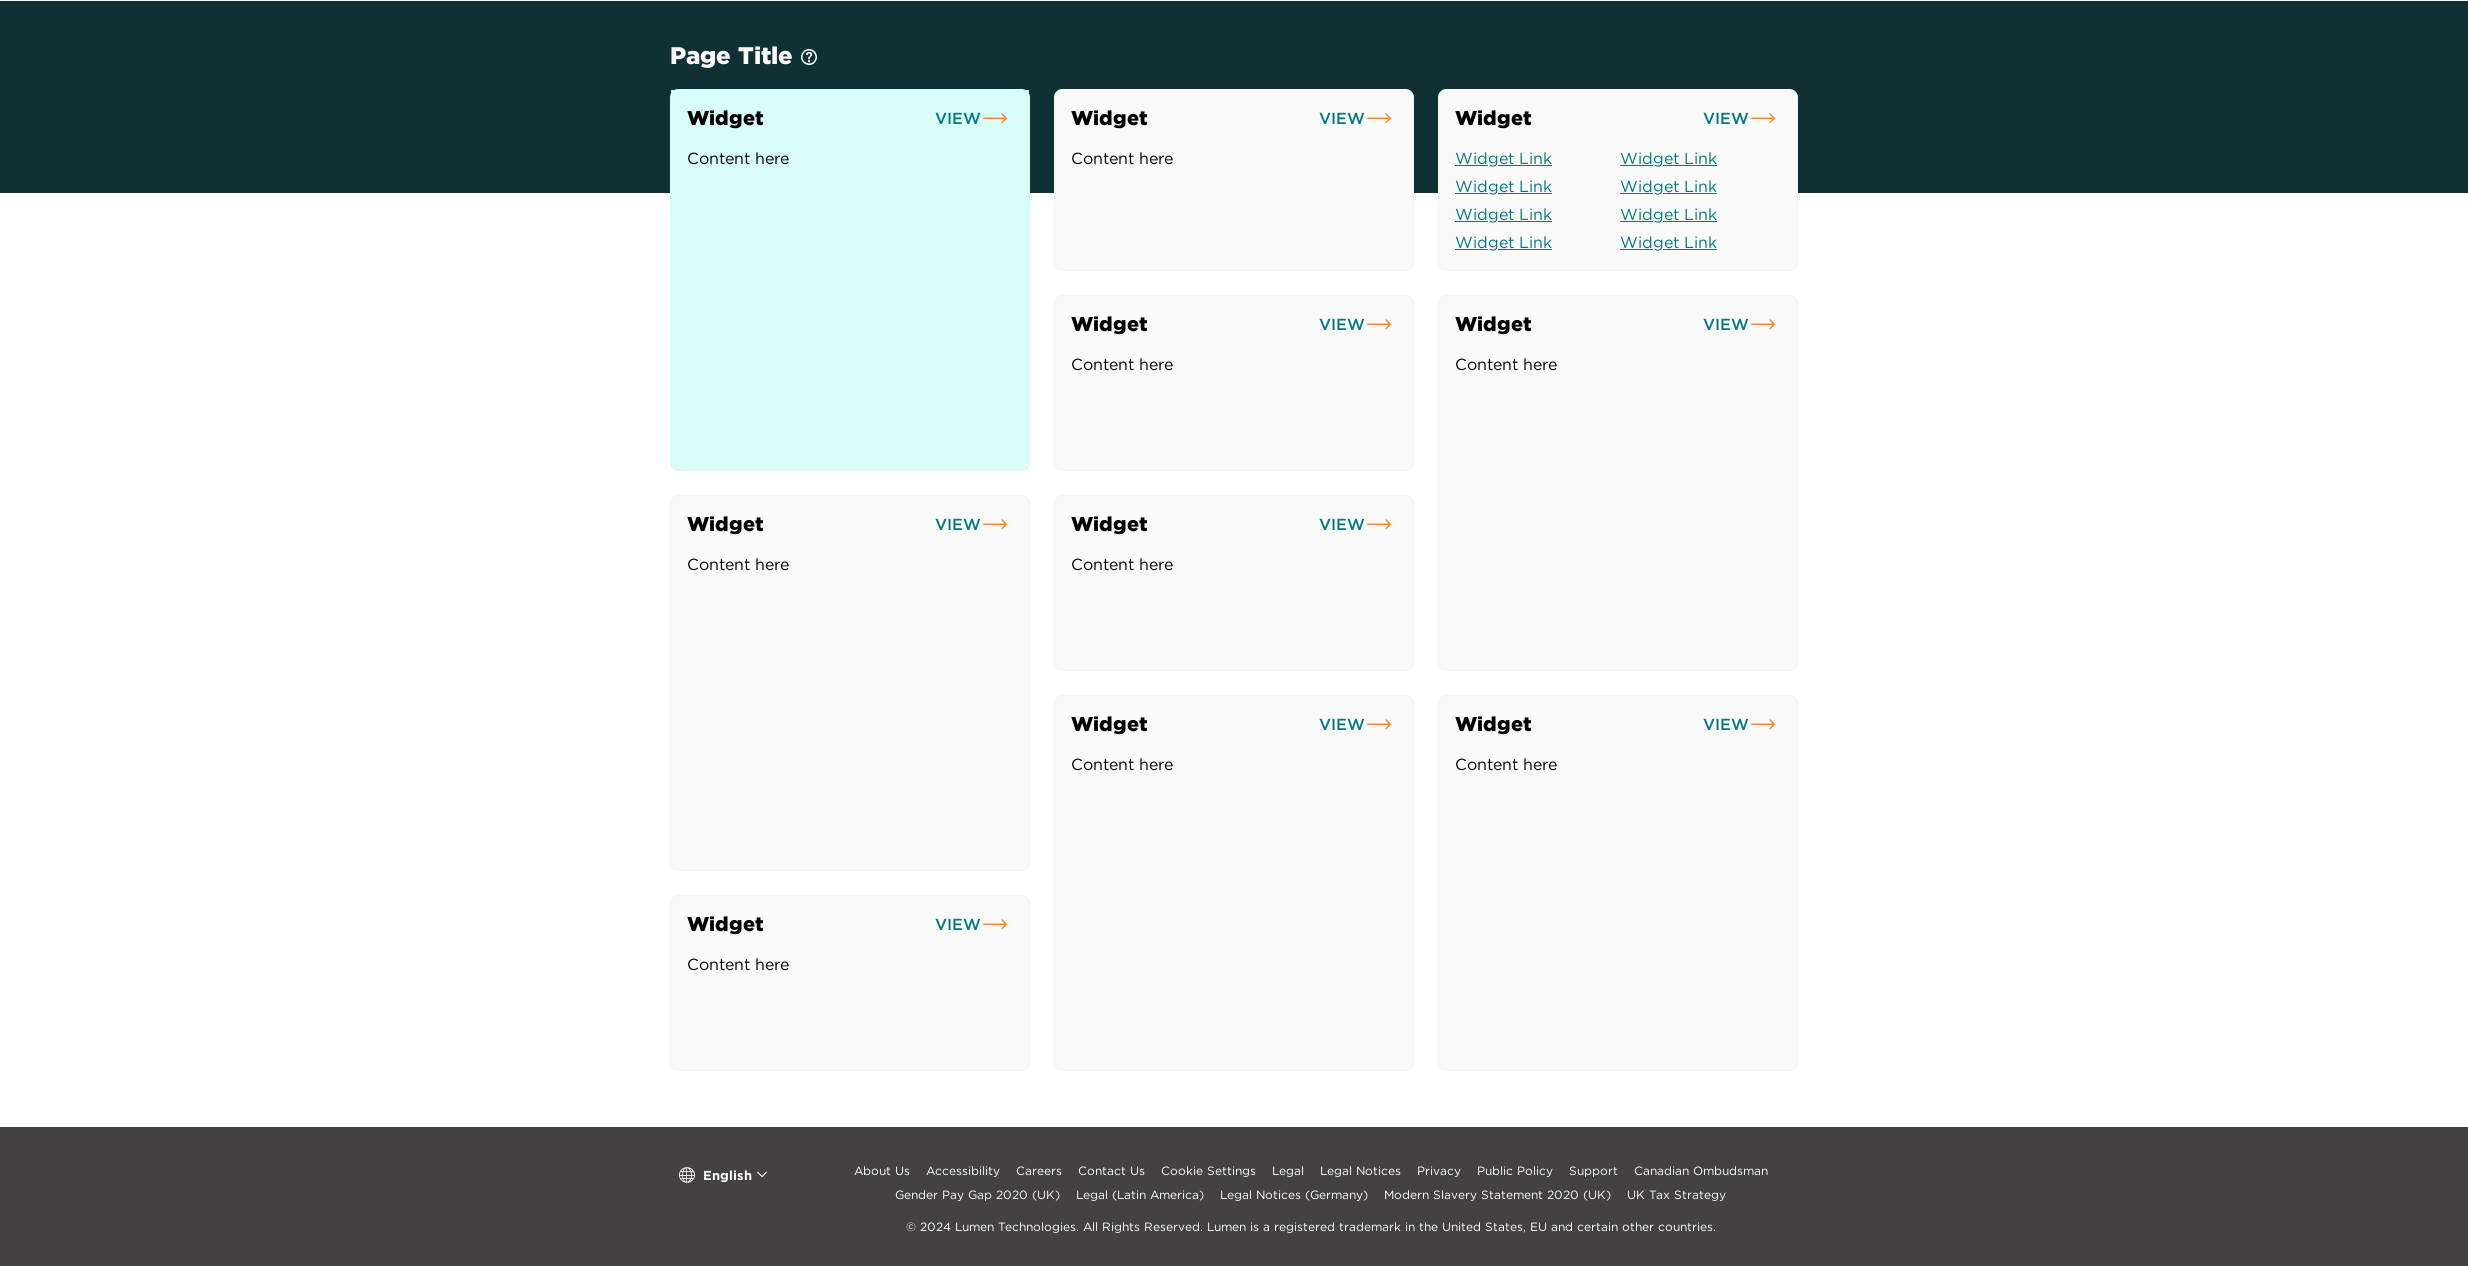 Page Title
Widget VIEW
Content here
Widget VIEW
Content here
Widget VIEW
Widget Link Widget Link
Widget Link Widget Link
Widget Link Widget Link
Widget Link Widget Link
Widget VIEW
Content here
Widget VIEW
Content here
Widget VIEW
Content here
Widget VIEW
Content here
Widget VIEW
Content here
Widget VIEW
Content here
Widget VIEW
Content here
English
About Us Accessibility Careers Contact Us Cookie Settings Legal Legal Notices Privacy Public Policy Support Canadian Ombudsman
Gender Pay Gap 2020 (UK) Legal (Latin America) Legal Notices (Germany) Modern Slavery Statement 2020 (UK) UK Tax Strategy
© 2024 Lumen Technologies. All Rights Reserved. Lumen is a registered trademark in the United States, EU and certain other countries.